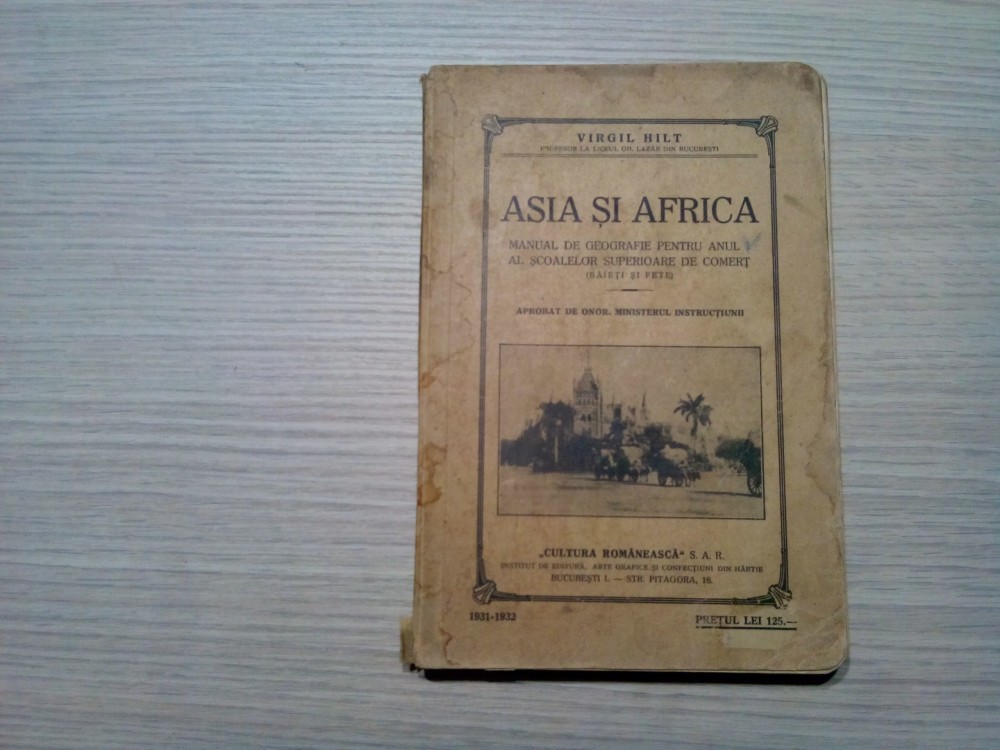 VIRGIL HILT
PROFESOR LA LICEUL GH. LAZĂR DIN BUCUREȘTI
ASIA ȘI AFRICA
MANUAL DE GEOGRAFIE PENTRU ANUL I
AL ȘCOALELOR SUPERIOARE DE COMERȚ
(BĂIEȚI ȘI FETE)
APROBAT DE ONOR. MINISTERUL INSTRUCȚIUNII
„CULTURA ROMÂNEASCĂ“ S. A. R.
INSTITUT DE EDITURĂ, ARTE GRAFICE ȘI CONFECȚIUNI DIN HÂRTIE
BUCUREȘTI I. — STR. PITAGORA, 16.
1931-1932
PREȚUL LEI 125.—